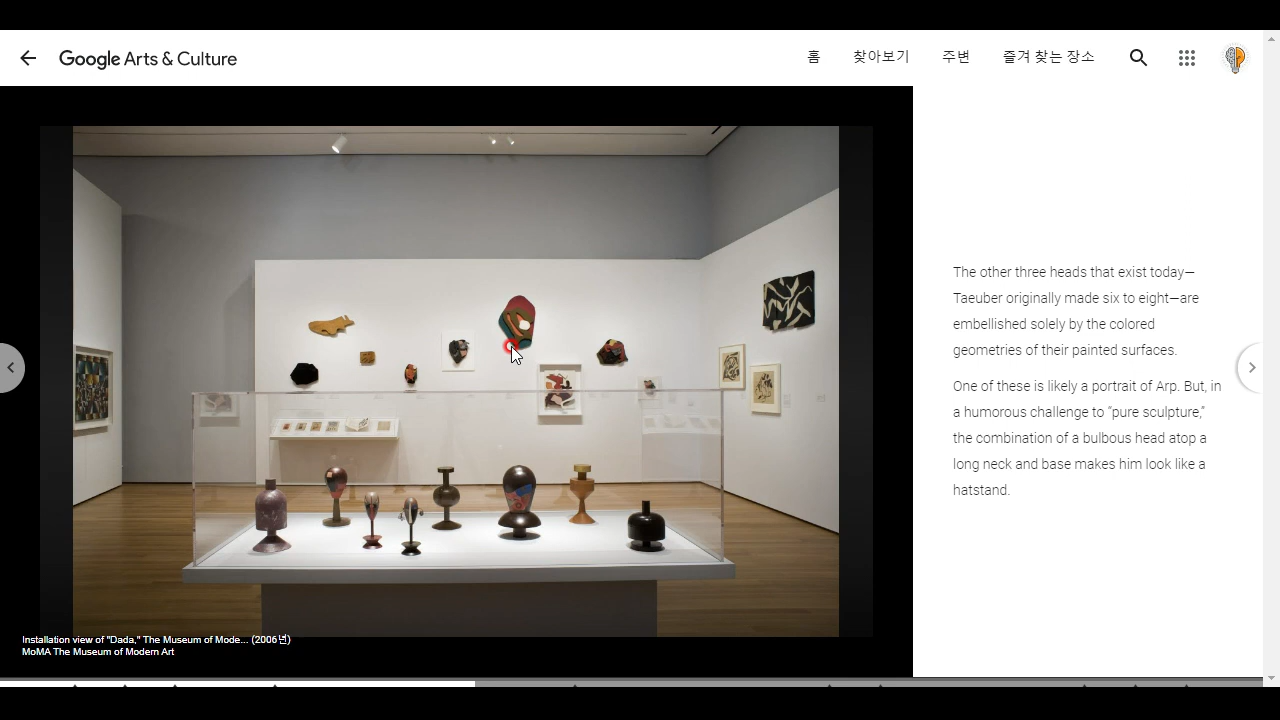 Google Arts & Culture
홈 찾아보기 주변 즐겨 찾는 장소
The other three heads that exist today—
Taeuber originally made six to eight—are
embellished solely by the colored
geometries of their painted surfaces.
One of these is likely a portrait of Arp. But, in
a humorous challenge to "pure sculpture,"
the combination of a bulbous head atop a
long neck and base makes him look like a
hatstand.
Installation view of "Dada," The Museum of Mode... (2006년)
MoMA The Museum of Modern Art